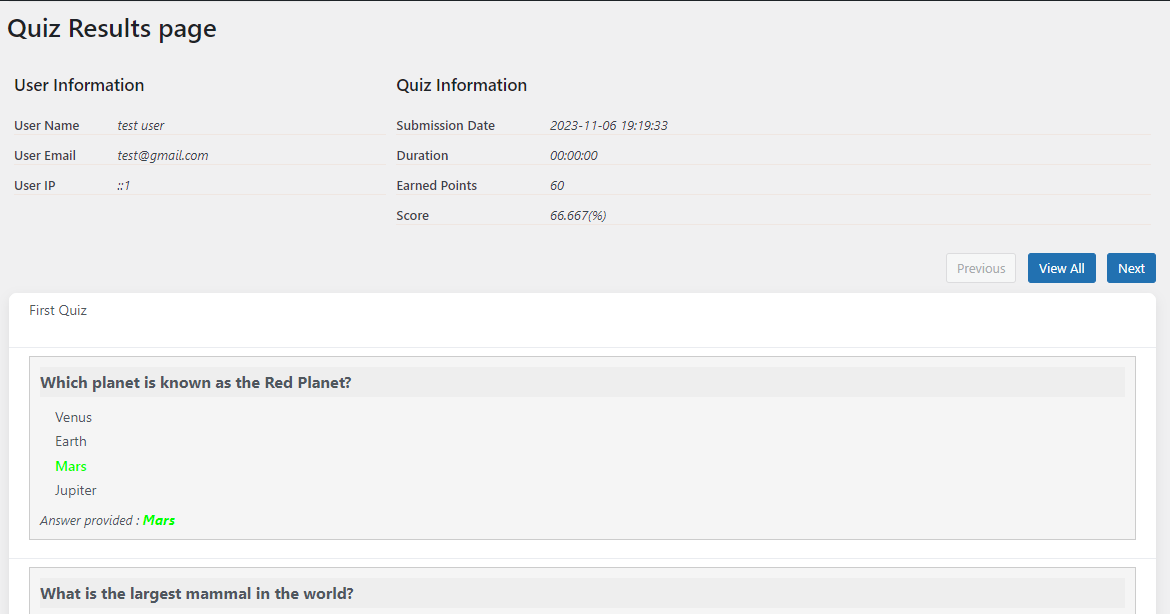 Quiz Results page
User Information
User Name test user
User Email test@gmail.com
User IP ::1
Quiz Information
Submission Date 2023-11-06 19:19:33
Duration 00:00:00
Earned Points 60
Score 66.667(%)
Previous View All Next
First Quiz
Which planet is known as the Red Planet?
Venus
Earth
Mars
Jupiter
Answer provided : Mars
What is the largest mammal in the world?